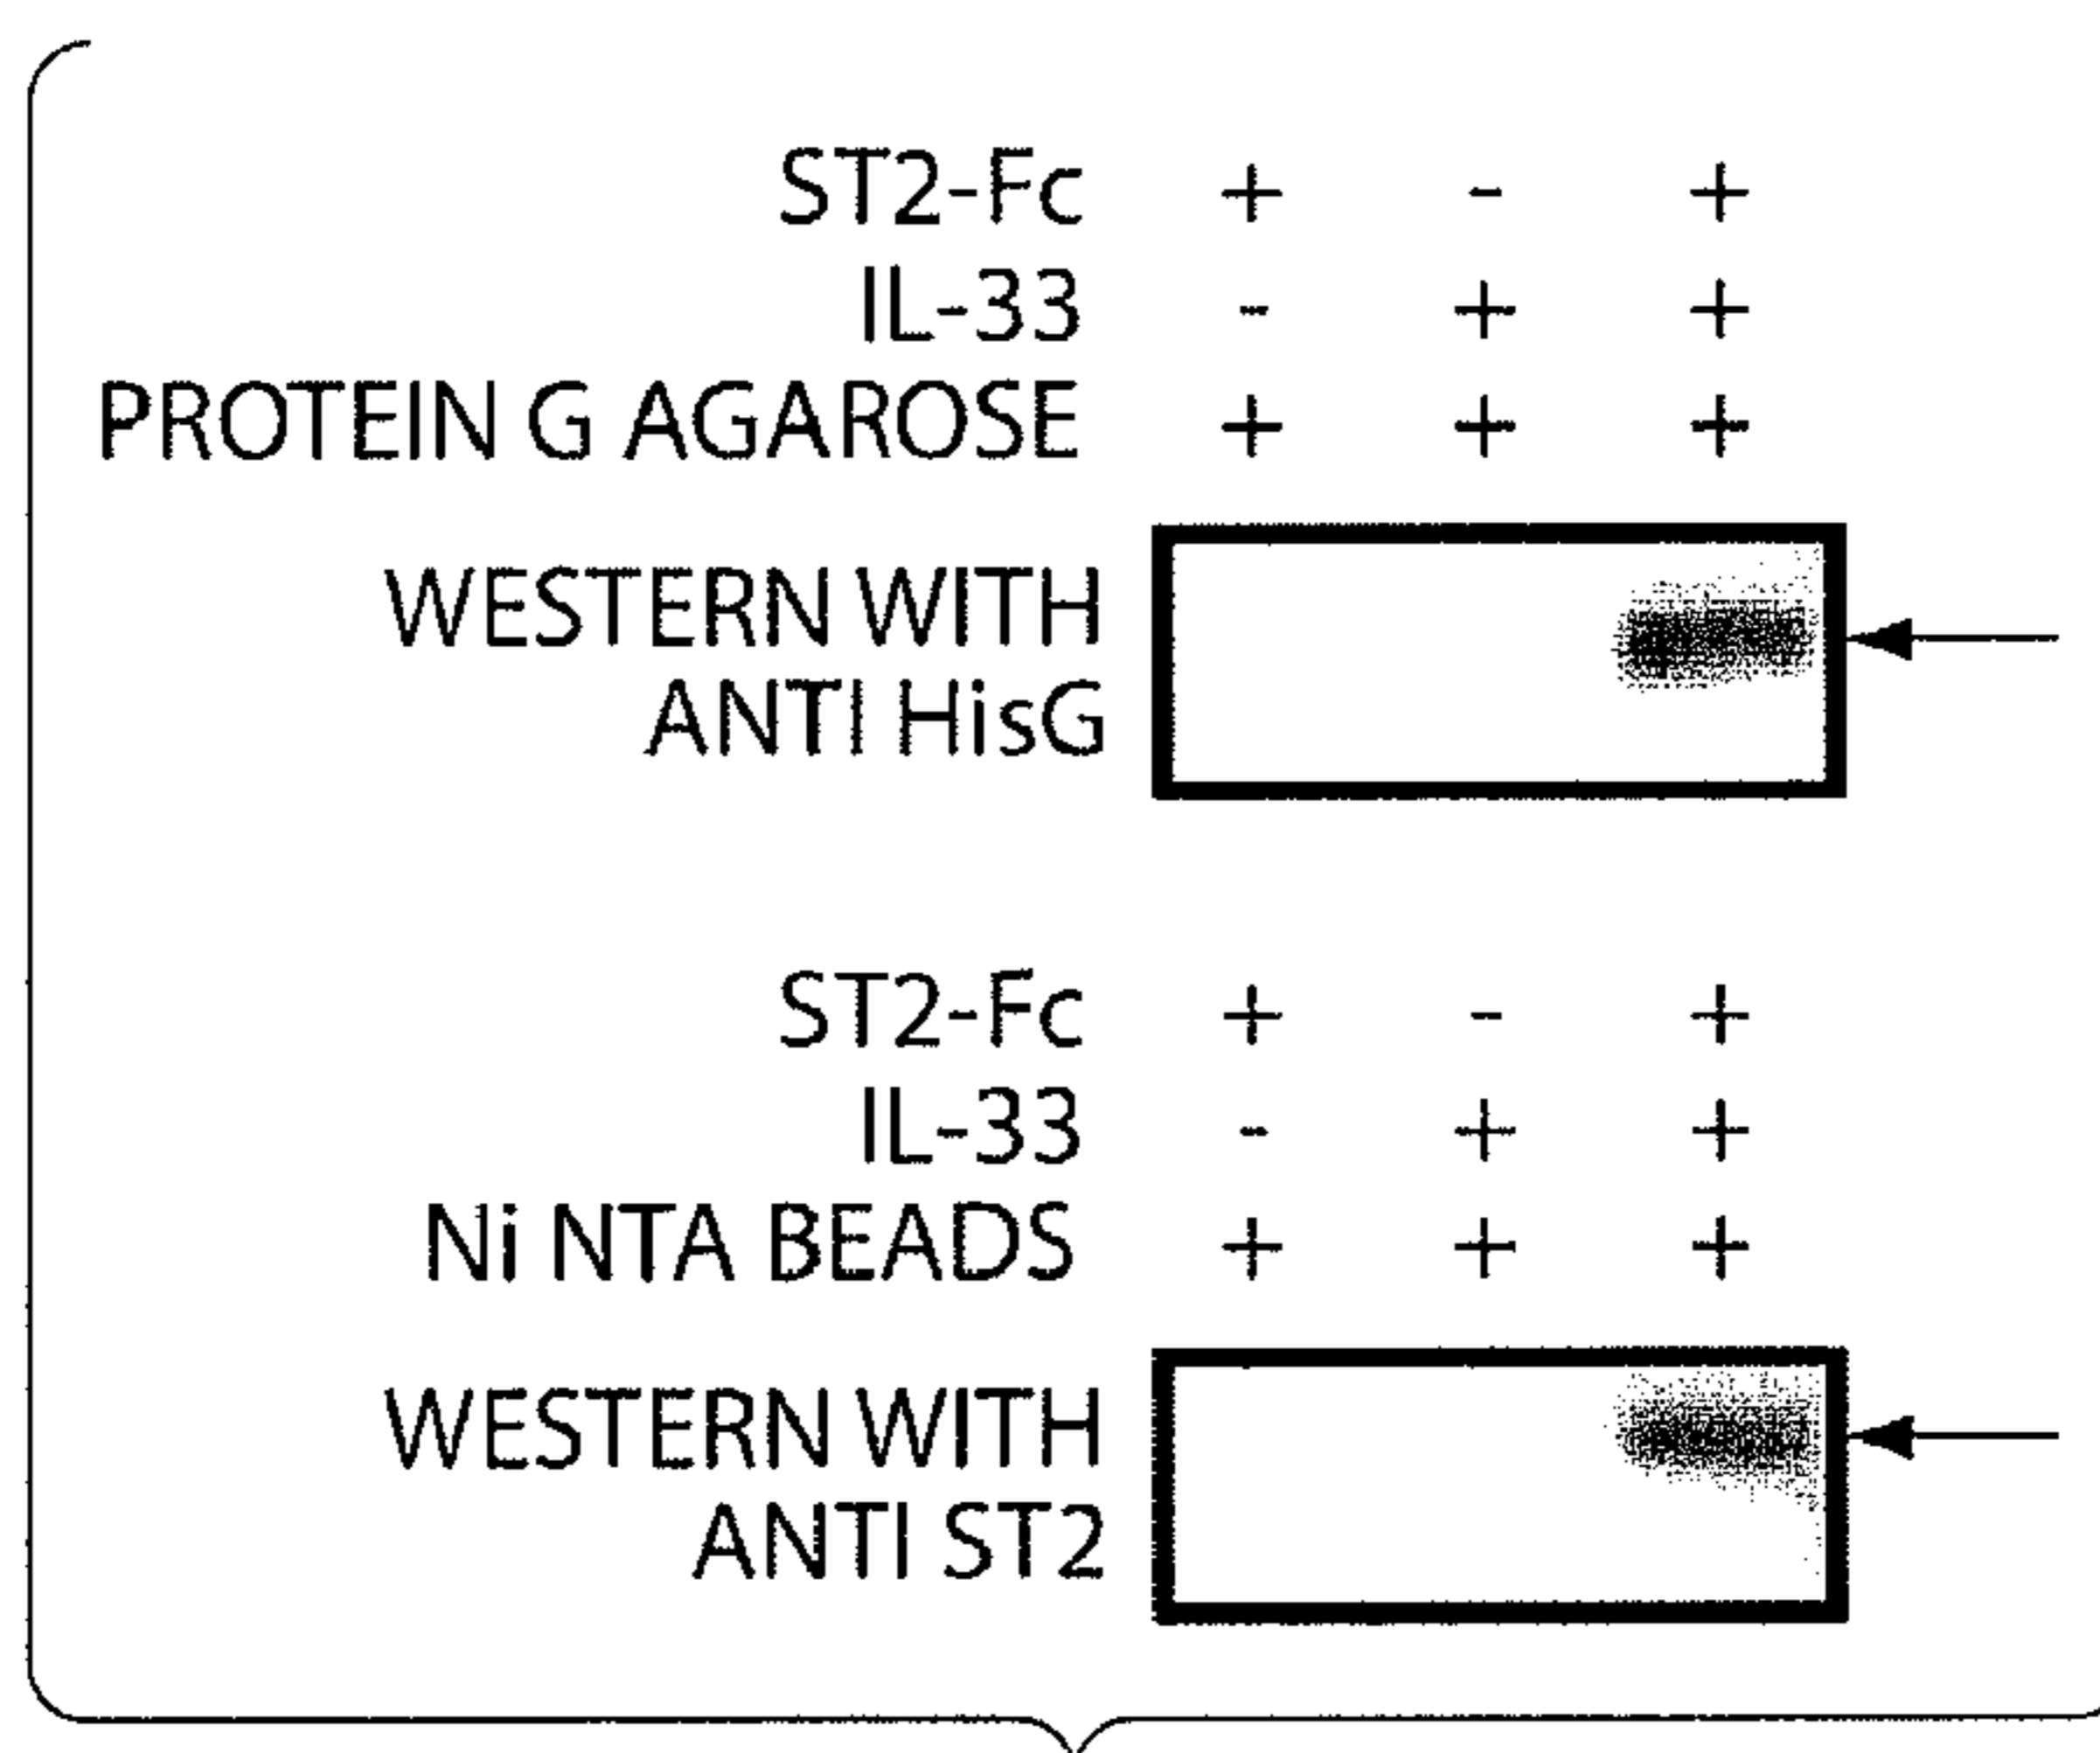 ST2-Fc + - +
IL-33 - + +
PROTEIN G AGAROSE + + +
WESTERN WITH
ANTI HisG
ST2-Fc + - +
IL-33 - + +
Ni NTA BEADS + + +
WESTERN WITH
ANTI ST2